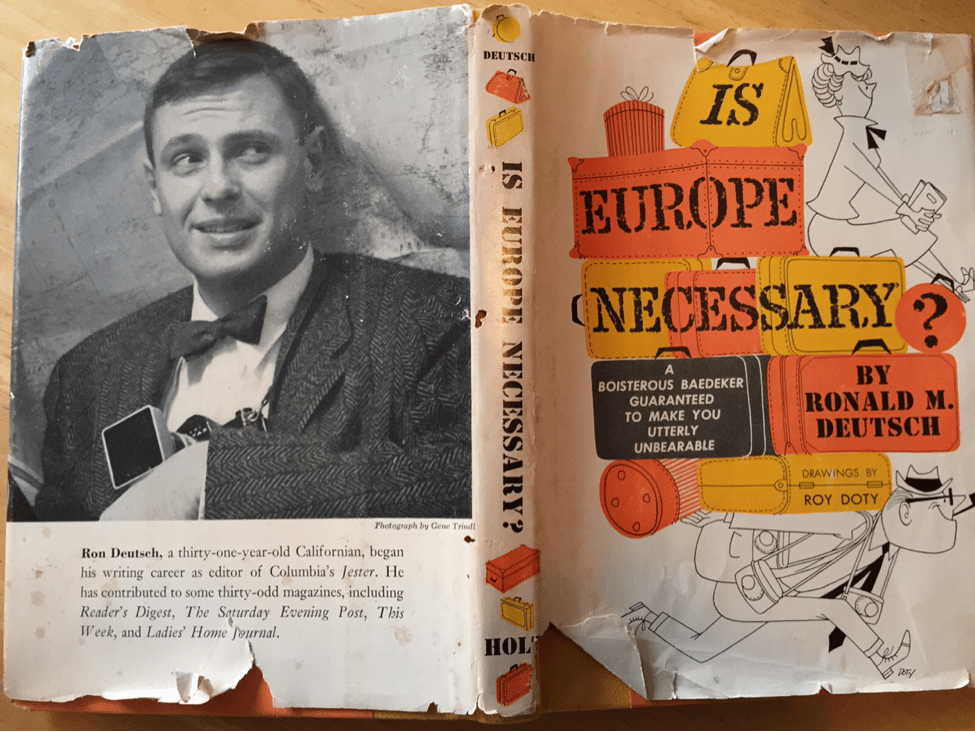 Photograph by Gene Trindl
Ron Deutsch, a thirty-one-year-old Californian, began
his writing career as editor of Columbia's Jester. He
has contributed to some thirty-odd magazines, including
Reader's Digest, The Saturday Evening Post, This
Week, and Ladies' Home Journal.
DEUTSCH
IS EUROPE NECESSARY?
HOLT
IS
EUROPE
NECESSARY?
A
BOISTEROUS BAEDEKER
GUARANTEED
TO MAKE YOU
UTTERLY
UNBEARABLE
BY
RONALD M.
DEUTSCH
DRAWINGS BY
ROY DOTY
DOTY